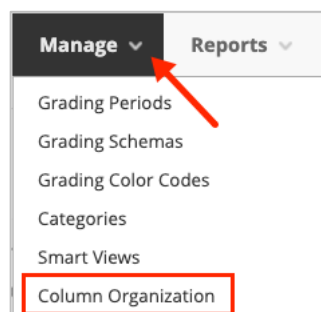 Manage Reports
Grading Periods
Grading Schemas
Grading Color Codes
Categories
Smart Views
Column Organization